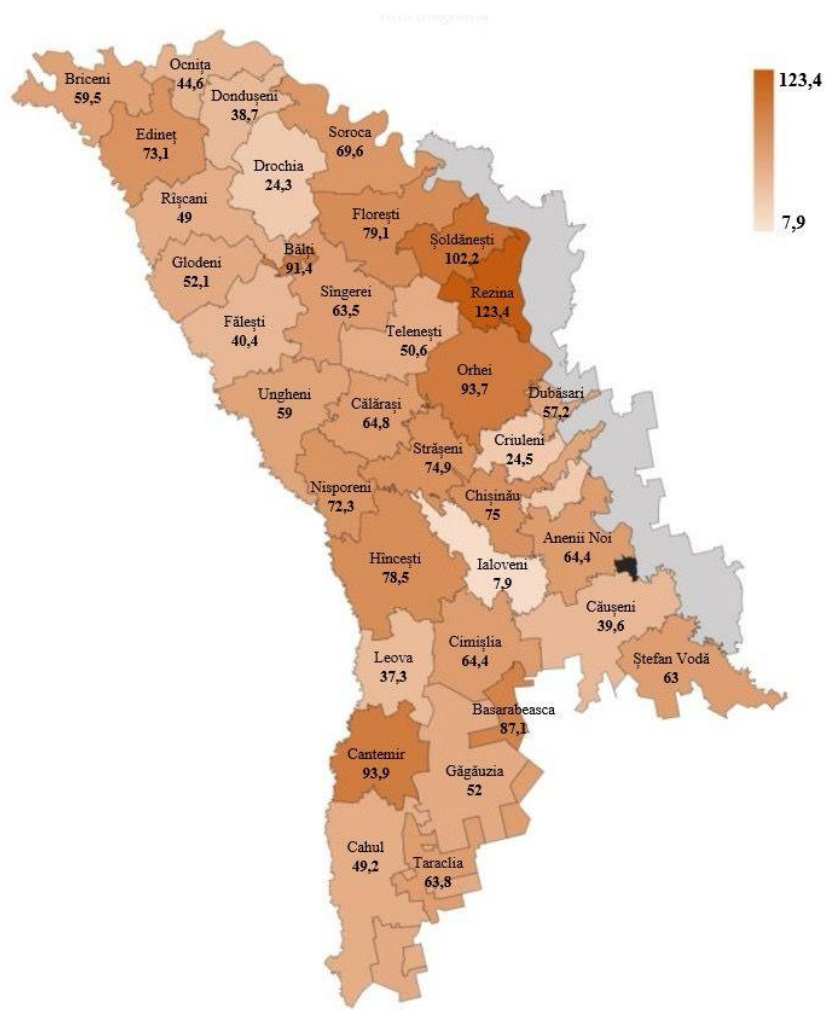 123,4
7,9
Ocnița
44,6
Briceni
59,5
Dondușeni
38,7
Edineț
73,1
Soroca
69,6
Drochia
24,3
Rîșcani
49
Florești
79,1
Șoldănești
102,2
Bălți
91,4
Glodeni
52,1
Sîngerei
63,5
Rezina
123,4
Fălești
40,4
Telenești
50,6
Orhei
93,7
Ungheni
59
Călărași
64,8
Dubăsari
57,2
Criuleni
24,5
Strășeni
74,9
Nisporeni
72,3
Chișinău
75
Anenii Noi
64,4
Hîncești
78,5
Ialoveni
7,9
Căușeni
39,6
Cimișlia
64,4
Leova
37,3
Ștefan Vodă
63
Basarabeasca
87,1
Cantemir
93,9
Găgăuzia
52
Cahul
49,2
Taraclia
63,8